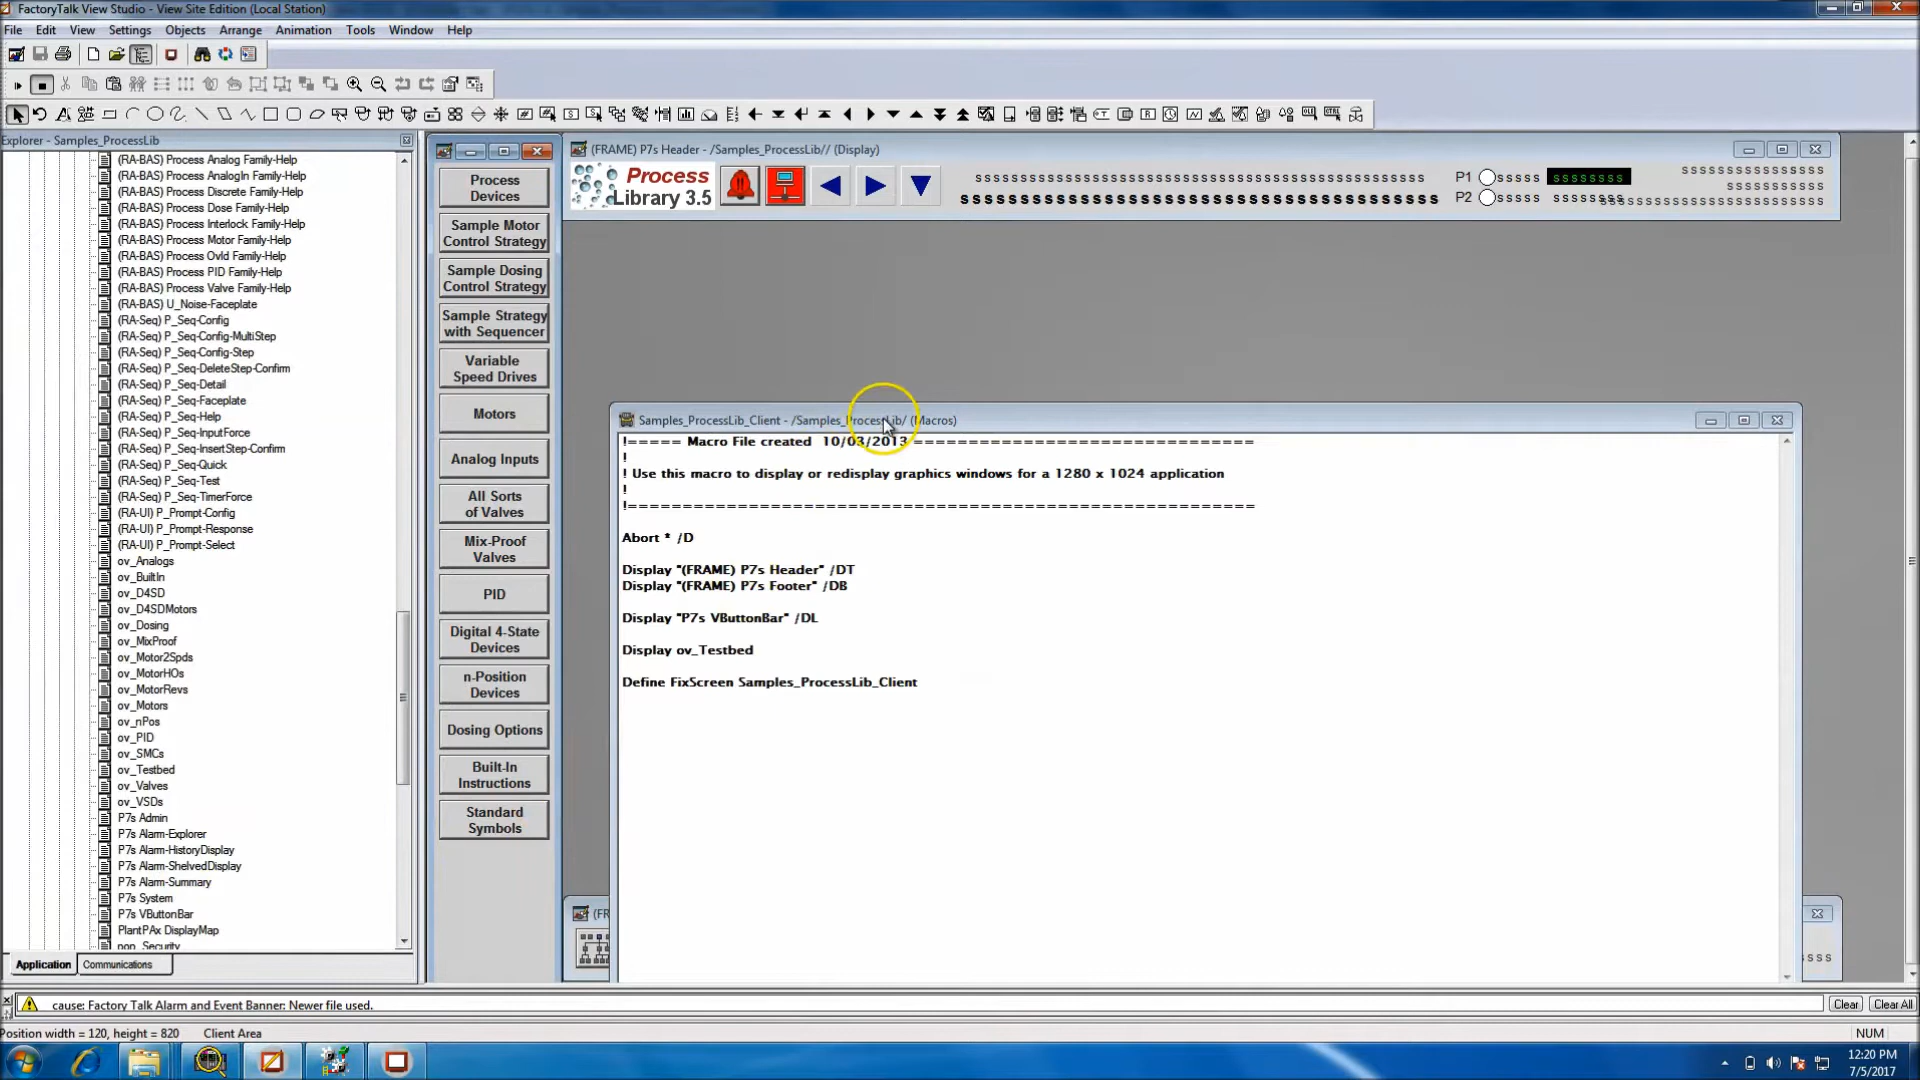 FactoryTalk View Studio - View Site Edition (Local Station)
File Edit View Settings Objects Arrange Animation Tools Window Help
Explorer - Samples_ProcessLib
(RA-BAS) Process Analog Family-Help
(RA-BAS) Process AnalogIn Family-Help
(RA-BAS) Process Discrete Family-Help
(RA-BAS) Process Dose Family-Help
(RA-BAS) Process Interlock Family-Help
(RA-BAS) Process Motor Family-Help
(RA-BAS) Process Ovld Family-Help
(RA-BAS) Process PID Family-Help
(RA-BAS) Process Valve Family-Help
(RA-BAS) U_Noise-Faceplate
(RA-Seq) P_Seq-Config
(RA-Seq) P_Seq-Config-MultiStep
(RA-Seq) P_Seq-Config-Step
(RA-Seq) P_Seq-DeleteStep-Confirm
(RA-Seq) P_Seq-Detail
(RA-Seq) P_Seq-Faceplate
(RA-Seq) P_Seq-Help
(RA-Seq) P_Seq-InputForce
(RA-Seq) P_Seq-InsertStep-Confirm
(RA-Seq) P_Seq-Quick
(RA-Seq) P_Seq-Test
(RA-Seq) P_Seq-TimerForce
(RA-UI) P_Prompt-Config
(RA-UI) P_Prompt-Response
(RA-UI) P_Prompt-Select
ov_Analogs
ov_BuiltIn
ov_D4SD
ov_D4SDMotors
ov_Dosing
ov_MixProof
ov_Motor2Spds
ov_MotorHOs
ov_MotorRevs
ov_Motors
ov_nPos
ov_PID
ov_SMCs
ov_Testbed
ov_Valves
ov_VSDs
P7s Admin
P7s Alarm-Explorer
P7s Alarm-HistoryDisplay
P7s Alarm-ShelvedDisplay
P7s Alarm-Summary
P7s System
P7s VButtonBar
PlantPAx DisplayMap
pop_Security
Application Communications
Process
Devices
Sample Motor
Control Strategy
Sample Dosing
Control Strategy
Sample Strategy
with Sequencer
Variable
Speed Drives
Motors
Analog Inputs
All Sorts
of Valves
Mix-Proof
Valves
PID
Digital 4-State
Devices
n-Position
Devices
Dosing Options
Built-In
Instructions
Standard
Symbols
(FRAME) P7s Header - /Samples_ProcessLib// (Display)
Process
Library 3.5
P1
P2
Samples_ProcessLib_Client - /Samples_ProcessLib/ (Macros)
!===== Macro File created 10/03/2013 ===============================
!
! Use this macro to display or redisplay graphics windows for a 1280 x 1024 application
!
!=========================================================
Abort * /D
Display "(FRAME) P7s Header" /DT
Display "(FRAME) P7s Footer" /DB
Display "P7s VButtonBar" /DL
Display ov_Testbed
Define FixScreen Samples_ProcessLib_Client
(FR
cause: Factory Talk Alarm and Event Banner: Newer file used.
Clear Clear All
Position width = 120, height = 820 Client Area NUM
12:20 PM
7/5/2017